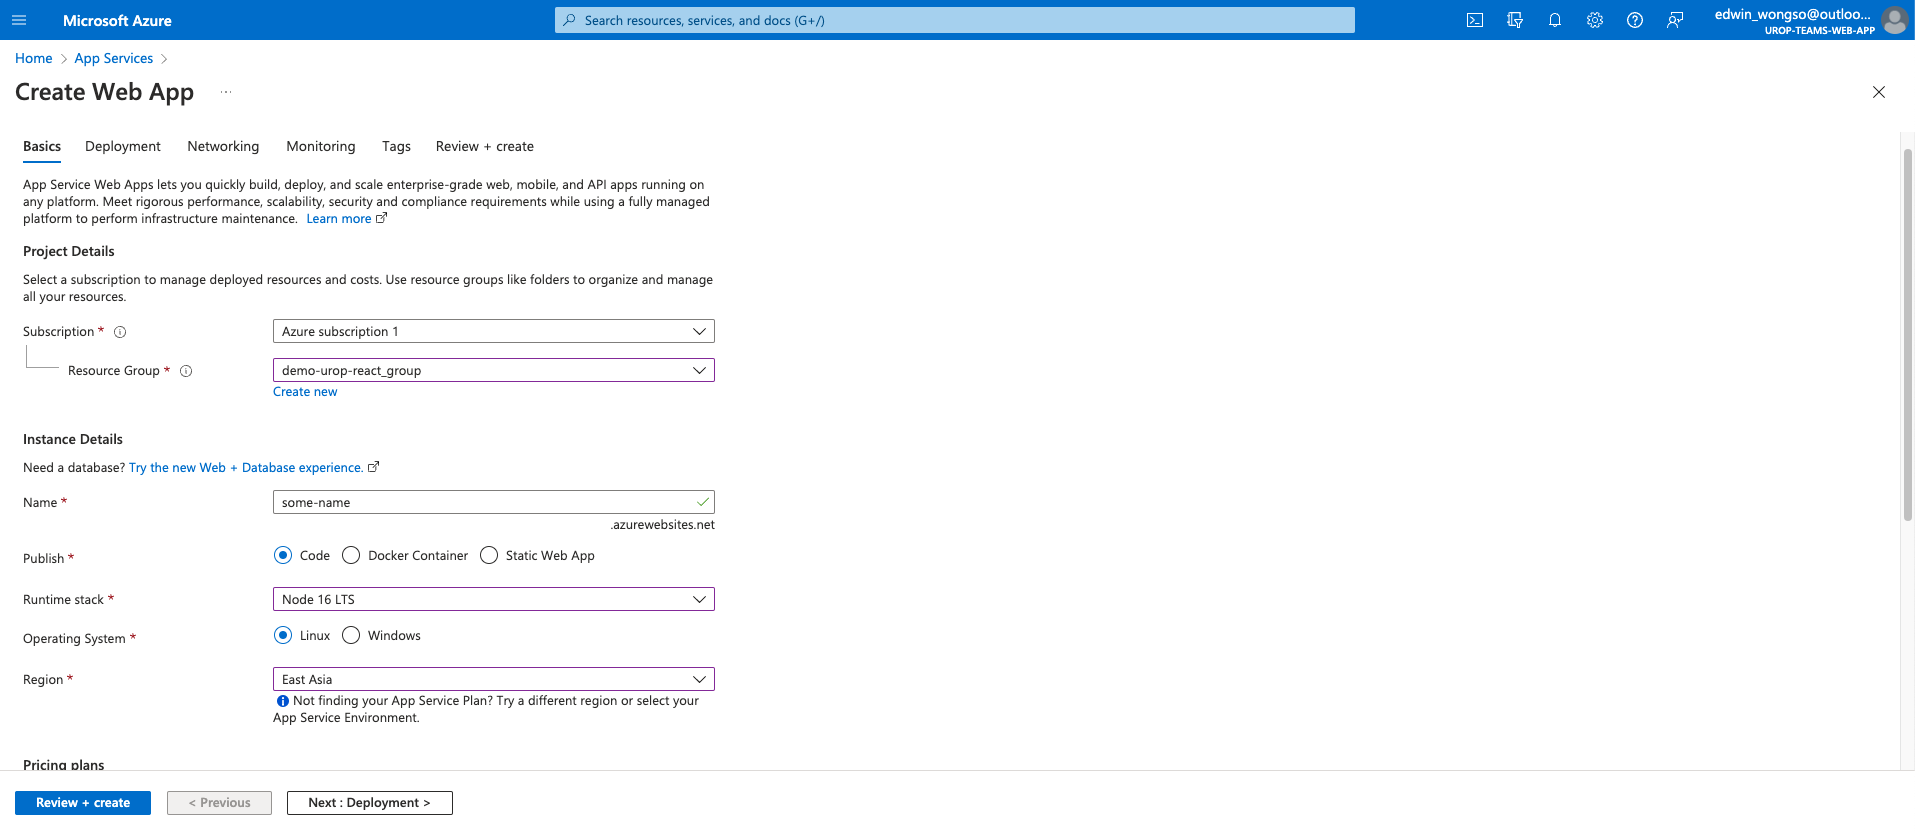 Microsoft Azure
Search resources, services, and docs (G+/)
edwin_wongso@outloo...
UROP-TEAMS-WEB-APP
Home > App Services >
Create Web App ...
Basics Deployment Networking Monitoring Tags Review + create
App Service Web Apps lets you quickly build, deploy, and scale enterprise-grade web, mobile, and API apps running on
any platform. Meet rigorous performance, scalability, security and compliance requirements while using a fully managed
platform to perform infrastructure maintenance. Learn more
Project Details
Select a subscription to manage deployed resources and costs. Use resource groups like folders to organize and manage
all your resources.
Subscription * Azure subscription 1
Resource Group * demo-urop-react_group
Create new
Instance Details
Need a database? Try the new Web + Database experience.
Name * some-name
.azurewebsites.net
Publish * Code Docker Container Static Web App
Runtime stack * Node 16 LTS
Operating System * Linux Windows
Region * East Asia
Not finding your App Service Plan? Try a different region or select your
App Service Environment.
Pricing plans
Review + create < Previous Next : Deployment >